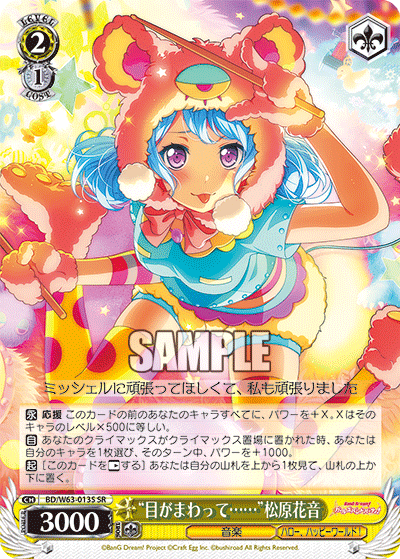 LEVEL
2
1
COST
SAMPLE
ミッシェルに頑張ってほしくて、私も頑張りました
永 応援 このカードの前のあなたのキャラすべてに、パワーを＋X。Xはそ
のキャラのレベル×500に等しい。
自 あなたのクライマックスがクライマックス置場に置かれた時、あなたは
自分のキャラを1枚選び、そのターン中、パワーを＋1000。
起 ［このカードを する］ あなたは自分の山札を上から1枚見て、山札の上か
下に置く。
CH BD/W63-013S SR
3000
POWER
“目がまわって……”松原花音
音楽
ハロー、ハッピーワールド！
©BanG Dream! Project ©Craft Egg Inc. ©bushiroad All Rights Reserved.